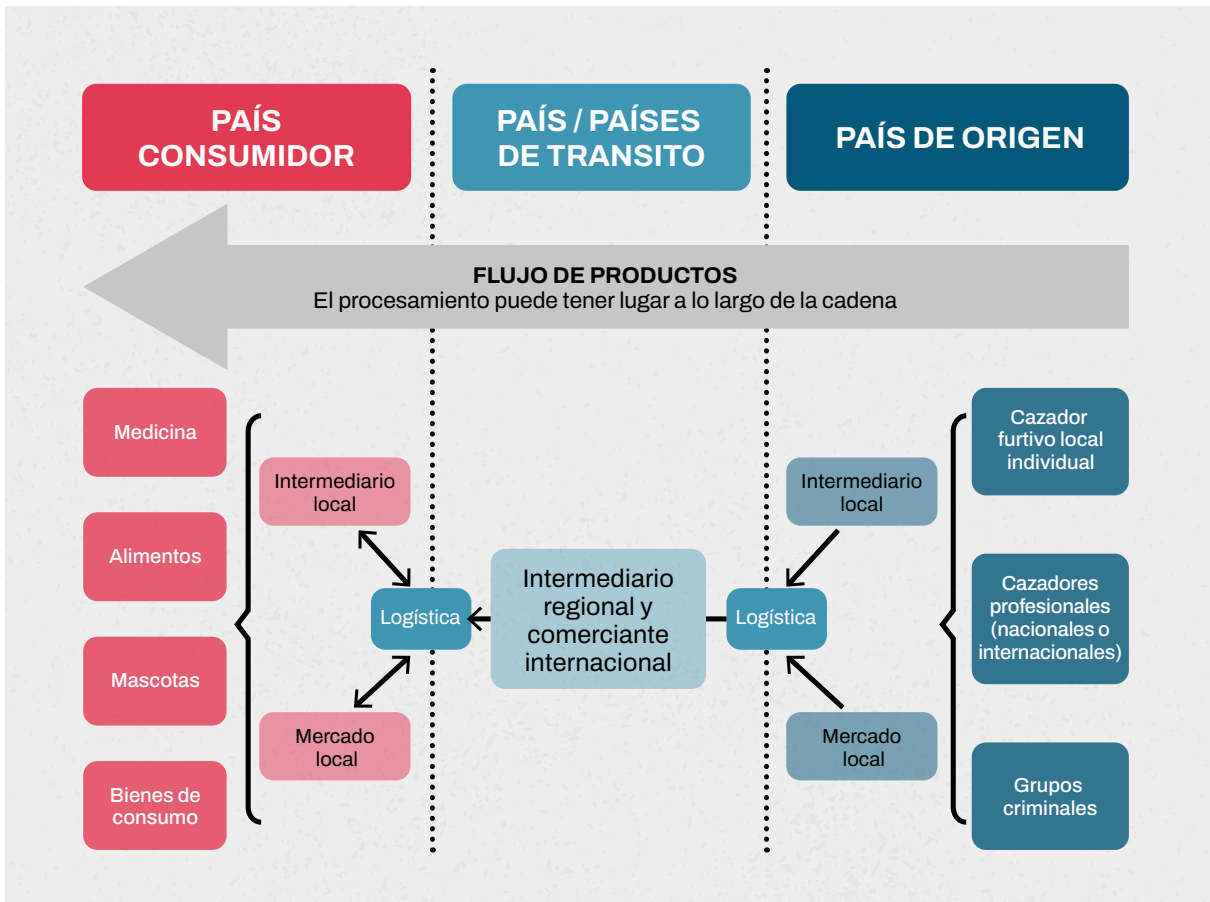 PAÍS
CONSUMIDOR
PAÍS / PAÍSES
DE TRANSITO
PAÍS DE ORIGEN
FLUJO DE PRODUCTOS
El procesamiento puede tener lugar a lo largo de la cadena
Medicina
Alimentos
Mascotas
Bienes de
consumo
Intermediario
local
Mercado
local
Logística
Intermediario
regional y
comerciante
internacional
Logística
Intermediario
local
Mercado
local
Cazador
furtivo local
individual
Cazadores
profesionales
(nacionales o
internacionales)
Grupos
criminales